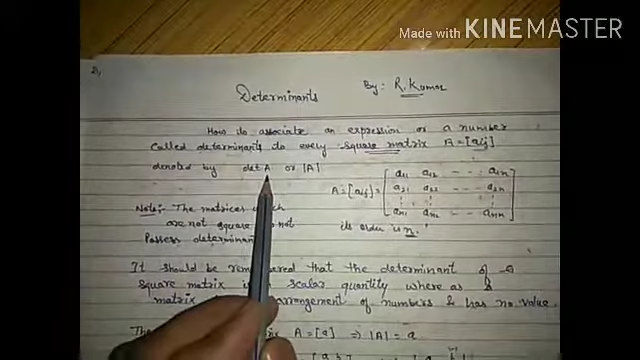 Made with KINEMASTER
Determinants By: R. Kumar
How to associate an expression or a number
Called determinants to every square matrix A=[aij]
denoted by det A or |A|
A=[aij]= [ a11 a12 - - - a1n
a21 a22 - - - a2n
an1 an2 - - - ann ]
Note:- The matrices which
are not square do not its order is n.
Possess determinant
It should be remembered that the determinant of a
square matrix is a scalar quantity where as a
matrix arrangement of numbers & has no value.
The A=[a] ⇒ |A| = a